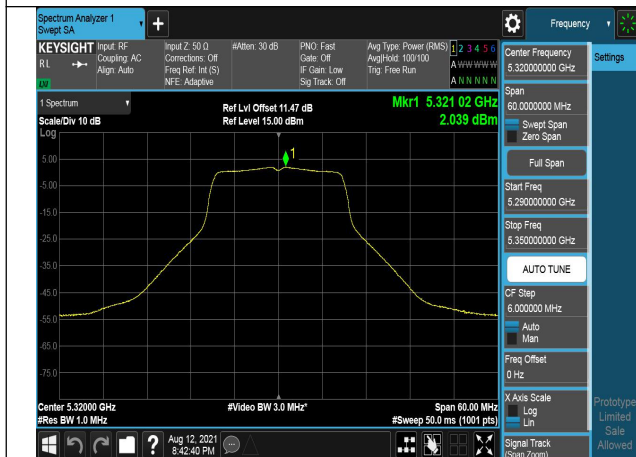 Spectrum Analyzer 1
Swept SA
+
Frequency
KEYSIGHT
RL
Input: RF
Coupling: AC
Align: Auto
Input Z: 50 Ω
Corrections: Off
Freq Ref: Int (S)
NFE: Adaptive
#Atten: 30 dB
PNO: Fast
Gate: Off
IF Gain: Low
Sig Track: Off
Avg Type: Power (RMS)
Avg|Hold: 100/100
Trig: Free Run
1 2 3 4 5 6
A W W W W W
A N N N N N
1 Spectrum
Scale/Div 10 dB
Ref Lvl Offset 11.47 dB
Ref Level 15.00 dBm
Mkr1 5.321 02 GHz
2.039 dBm
Log
1
5.00
-5.00
-15.0
-25.0
-35.0
-45.0
-55.0
-65.0
-75.0
Center 5.32000 GHz
#Res BW 1.0 MHz
#Video BW 3.0 MHz*
Span 60.00 MHz
#Sweep 50.0 ms (1001 pts)
Aug 12, 2021
8:42:40 PM
?
Center Frequency
5.320000000 GHz
Settings
Span
60.0000000 MHz
Swept Span
Zero Span
Full Span
Start Freq
5.290000000 GHz
Stop Freq
5.350000000 GHz
AUTO TUNE
CF Step
6.000000 MHz
Auto
Man
Freq Offset
0 Hz
X Axis Scale
Log
Lin
Signal Track
(Span Zoom)
Prototype
Limited
Sale
Allowed